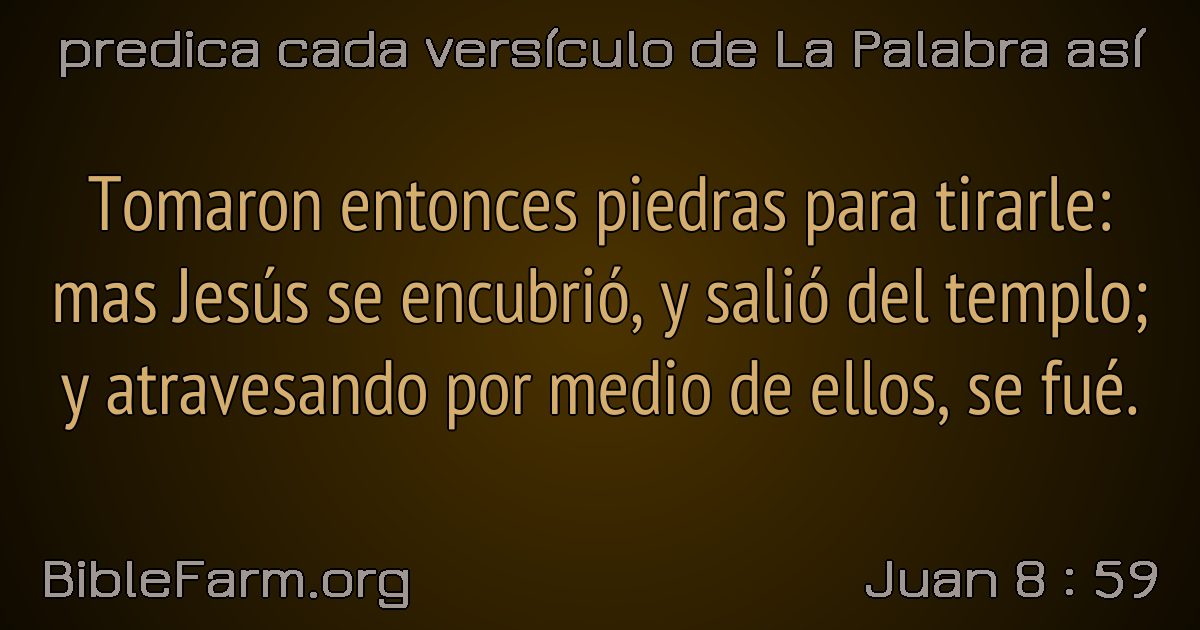 predica cada versículo de La Palabra así
Tomaron entonces piedras para tirarle:
mas Jesús se encubrió, y salió del templo;
y atravesando por medio de ellos, se fué.
BibleFarm.org
Juan 8 : 59